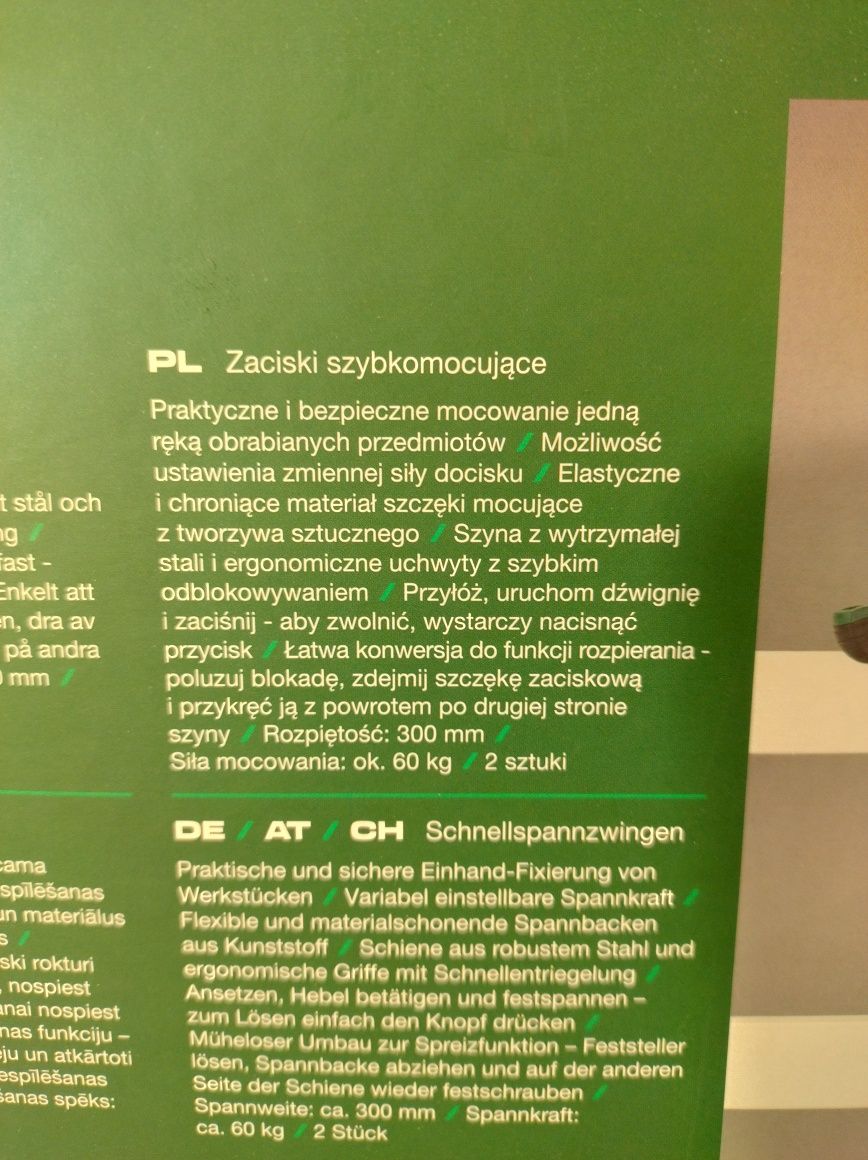 PL Zaciski szybkomocujące
Praktyczne i bezpieczne mocowanie jedną
ręką obrabianych przedmiotów // Możliwość
ustawienia zmiennej siły docisku // Elastyczne
i chroniące materiał szczęki mocujące
z tworzywa sztucznego // Szyna z wytrzymałej
stali i ergonomiczne uchwyty z szybkim
odblokowywaniem // Przyłóż, uruchom dźwignię
i zaciśnij - aby zwolnić, wystarczy nacisnąć
przycisk // Łatwa konwersja do funkcji rozpierania -
poluzuj blokadę, zdejmij szczękę zaciskową
i przykręć ją z powrotem po drugiej stronie
szyny // Rozpiętość: 300 mm //
Siła mocowania: ok. 60 kg // 2 sztuki
DE / AT / CH Schnellspannzwingen
Praktische und sichere Einhand-Fixierung von
Werkstücken // Variabel einstellbare Spannkraft //
Flexible und materialschonende Spannbacken
aus Kunststoff // Schiene aus robustem Stahl und
ergonomische Griffe mit Schnellentriegelung //
Ansetzen, Hebel betätigen und festspannen –
zum Lösen einfach den Knopf drücken //
Müheloser Umbau zur Spreizfunktion – Feststeller
lösen, Spannbacke abziehen und auf der anderen
Seite der Schiene wieder festschrauben //
Spannweite: ca. 300 mm // Spannkraft:
ca. 60 kg // 2 Stück
t stål och
ng //
fast -
Enkelt att
en, dra av
på andra
0 mm //
cama
spīlēšanas
un materiālus
s //
ski rokturi
, nospiest
anai nospiest
nas funkciju –
ēju un atkārtoti
espīlēšanas
šanas spēks: